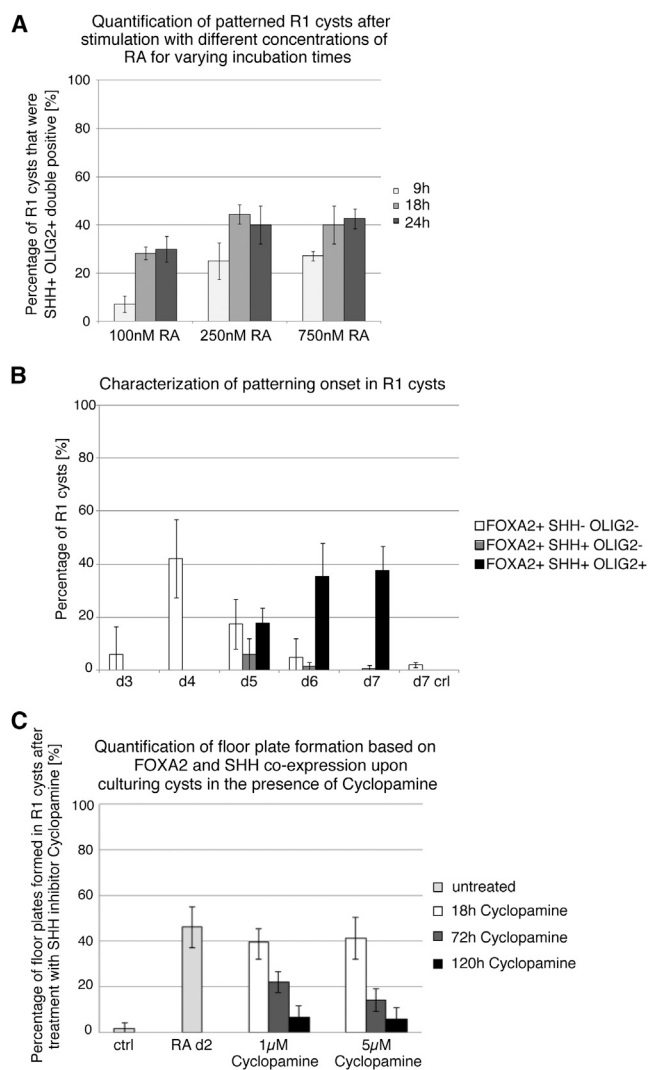 A
Quantification of patterned R1 cysts after
stimulation with different concentrations of
RA for varying incubation times
Percentage of R1 cysts that were
SHH+ OLIG2+ double positive [%]
100
80
60
40
20
0
9h
18h
24h
100nM RA
250nM RA
750nM RA
B
Characterization of patterning onset in R1 cysts
Percentage of R1 cysts [%]
100
80
60
40
20
0
FOXA2+ SHH- OLIG2-
FOXA2+ SHH+ OLIG2-
FOXA2+ SHH+ OLIG2+
d3
d4
d5
d6
d7
d7 crl
C
Quantification of floor plate formation based on
FOXA2 and SHH co-expression upon
culturing cysts in the presence of Cyclopamine
Percentage of floor plates formed in R1 cysts after
treatment with SHH inhibitor Cyclopamine [%]
100
80
60
40
20
0
untreated
18h Cyclopamine
72h Cyclopamine
120h Cyclopamine
ctrl
RA d2
1µM
Cyclopamine
5µM
Cyclopamine